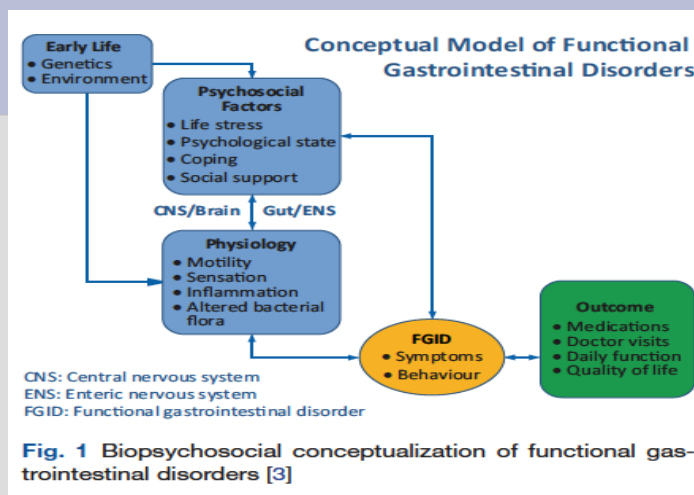 Conceptual Model of Functional
Gastrointestinal Disorders
Early Life
• Genetics
• Environment
Psychosocial
Factors
• Life stress
• Psychological state
• Coping
• Social support
CNS/Brain Gut/ENS
Physiology
• Motility
• Sensation
• Inflammation
• Altered bacterial
flora
FGID
• Symptoms
• Behaviour
Outcome
• Medications
• Doctor visits
• Daily function
• Quality of life
CNS: Central nervous system
ENS: Enteric nervous system
FGID: Functional gastrointestinal disorder
Fig. 1 Biopsychosocial conceptualization of functional gas-
trointestinal disorders [3]